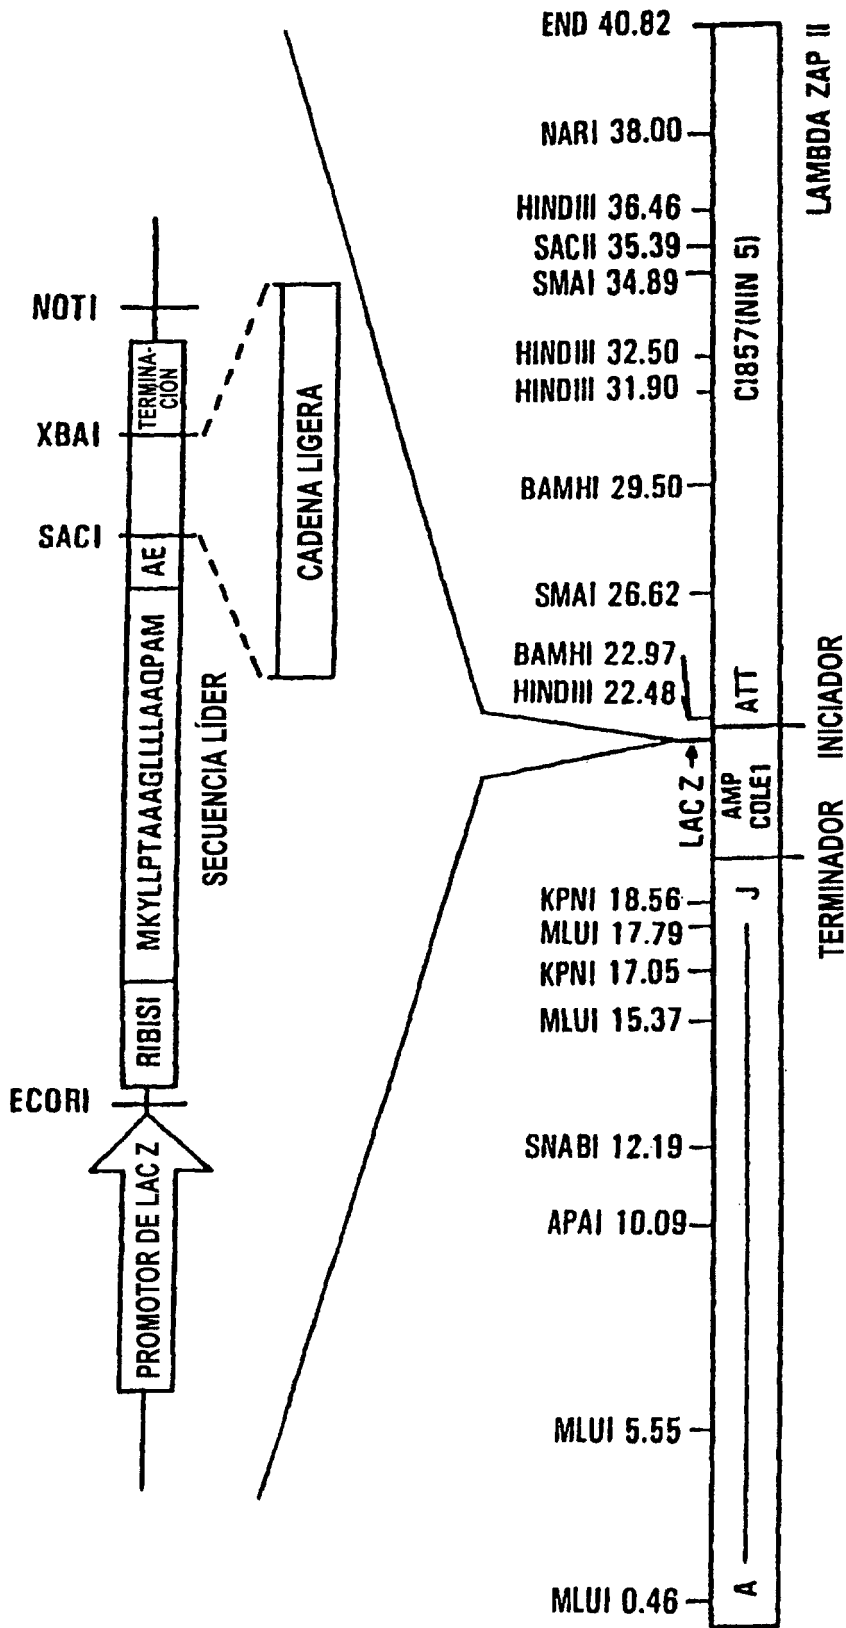 NOTI
XBAI
SACI
ECORI
TERMINA-
CIÓN
AE
MKYLLPTAAAGLLLLAAQPAM
SECUENCIA LÍDER
RIBISI
PROMOTOR DE LAC Z
CADENA LIGERA
END 40.82
NARI 38.00
HINDIII 36.46
SACII 35.39
SMAI 34.89
HINDIII 32.50
HINDIII 31.90
BAMHI 29.50
SMAI 26.62
BAMHI 22.97
HINDIII 22.48
LAC Z
KPNI 18.56
MLUI 17.79
KPNI 17.05
MLUI 15.37
SNABI 12.19
APAI 10.09
MLUI 5.55
MLUI 0.46
CI857(NIN 5)
ATT
AMP
COLE1
J
A
LAMBDA ZAP II
INICIADOR
TERMINADOR